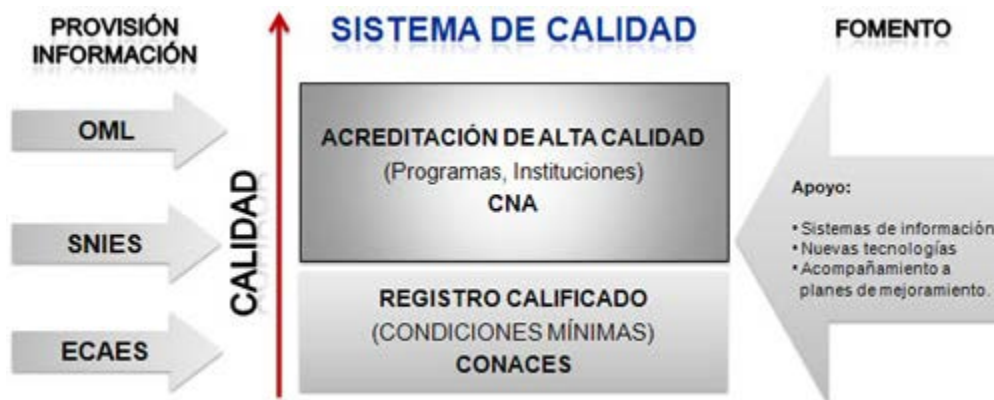 PROVISIÓN
INFORMACIÓN
OML
SNIES
ECAES
CALIDAD
SISTEMA DE CALIDAD
ACREDITACIÓN DE ALTA CALIDAD
(Programas, Instituciones)
CNA
REGISTRO CALIFICADO
(CONDICIONES MÍNIMAS)
CONACES
FOMENTO
Apoyo:
▪ Sistemas de información
▪ Nuevas tecnologías
▪ Acompañamiento a
planes de mejoramiento.